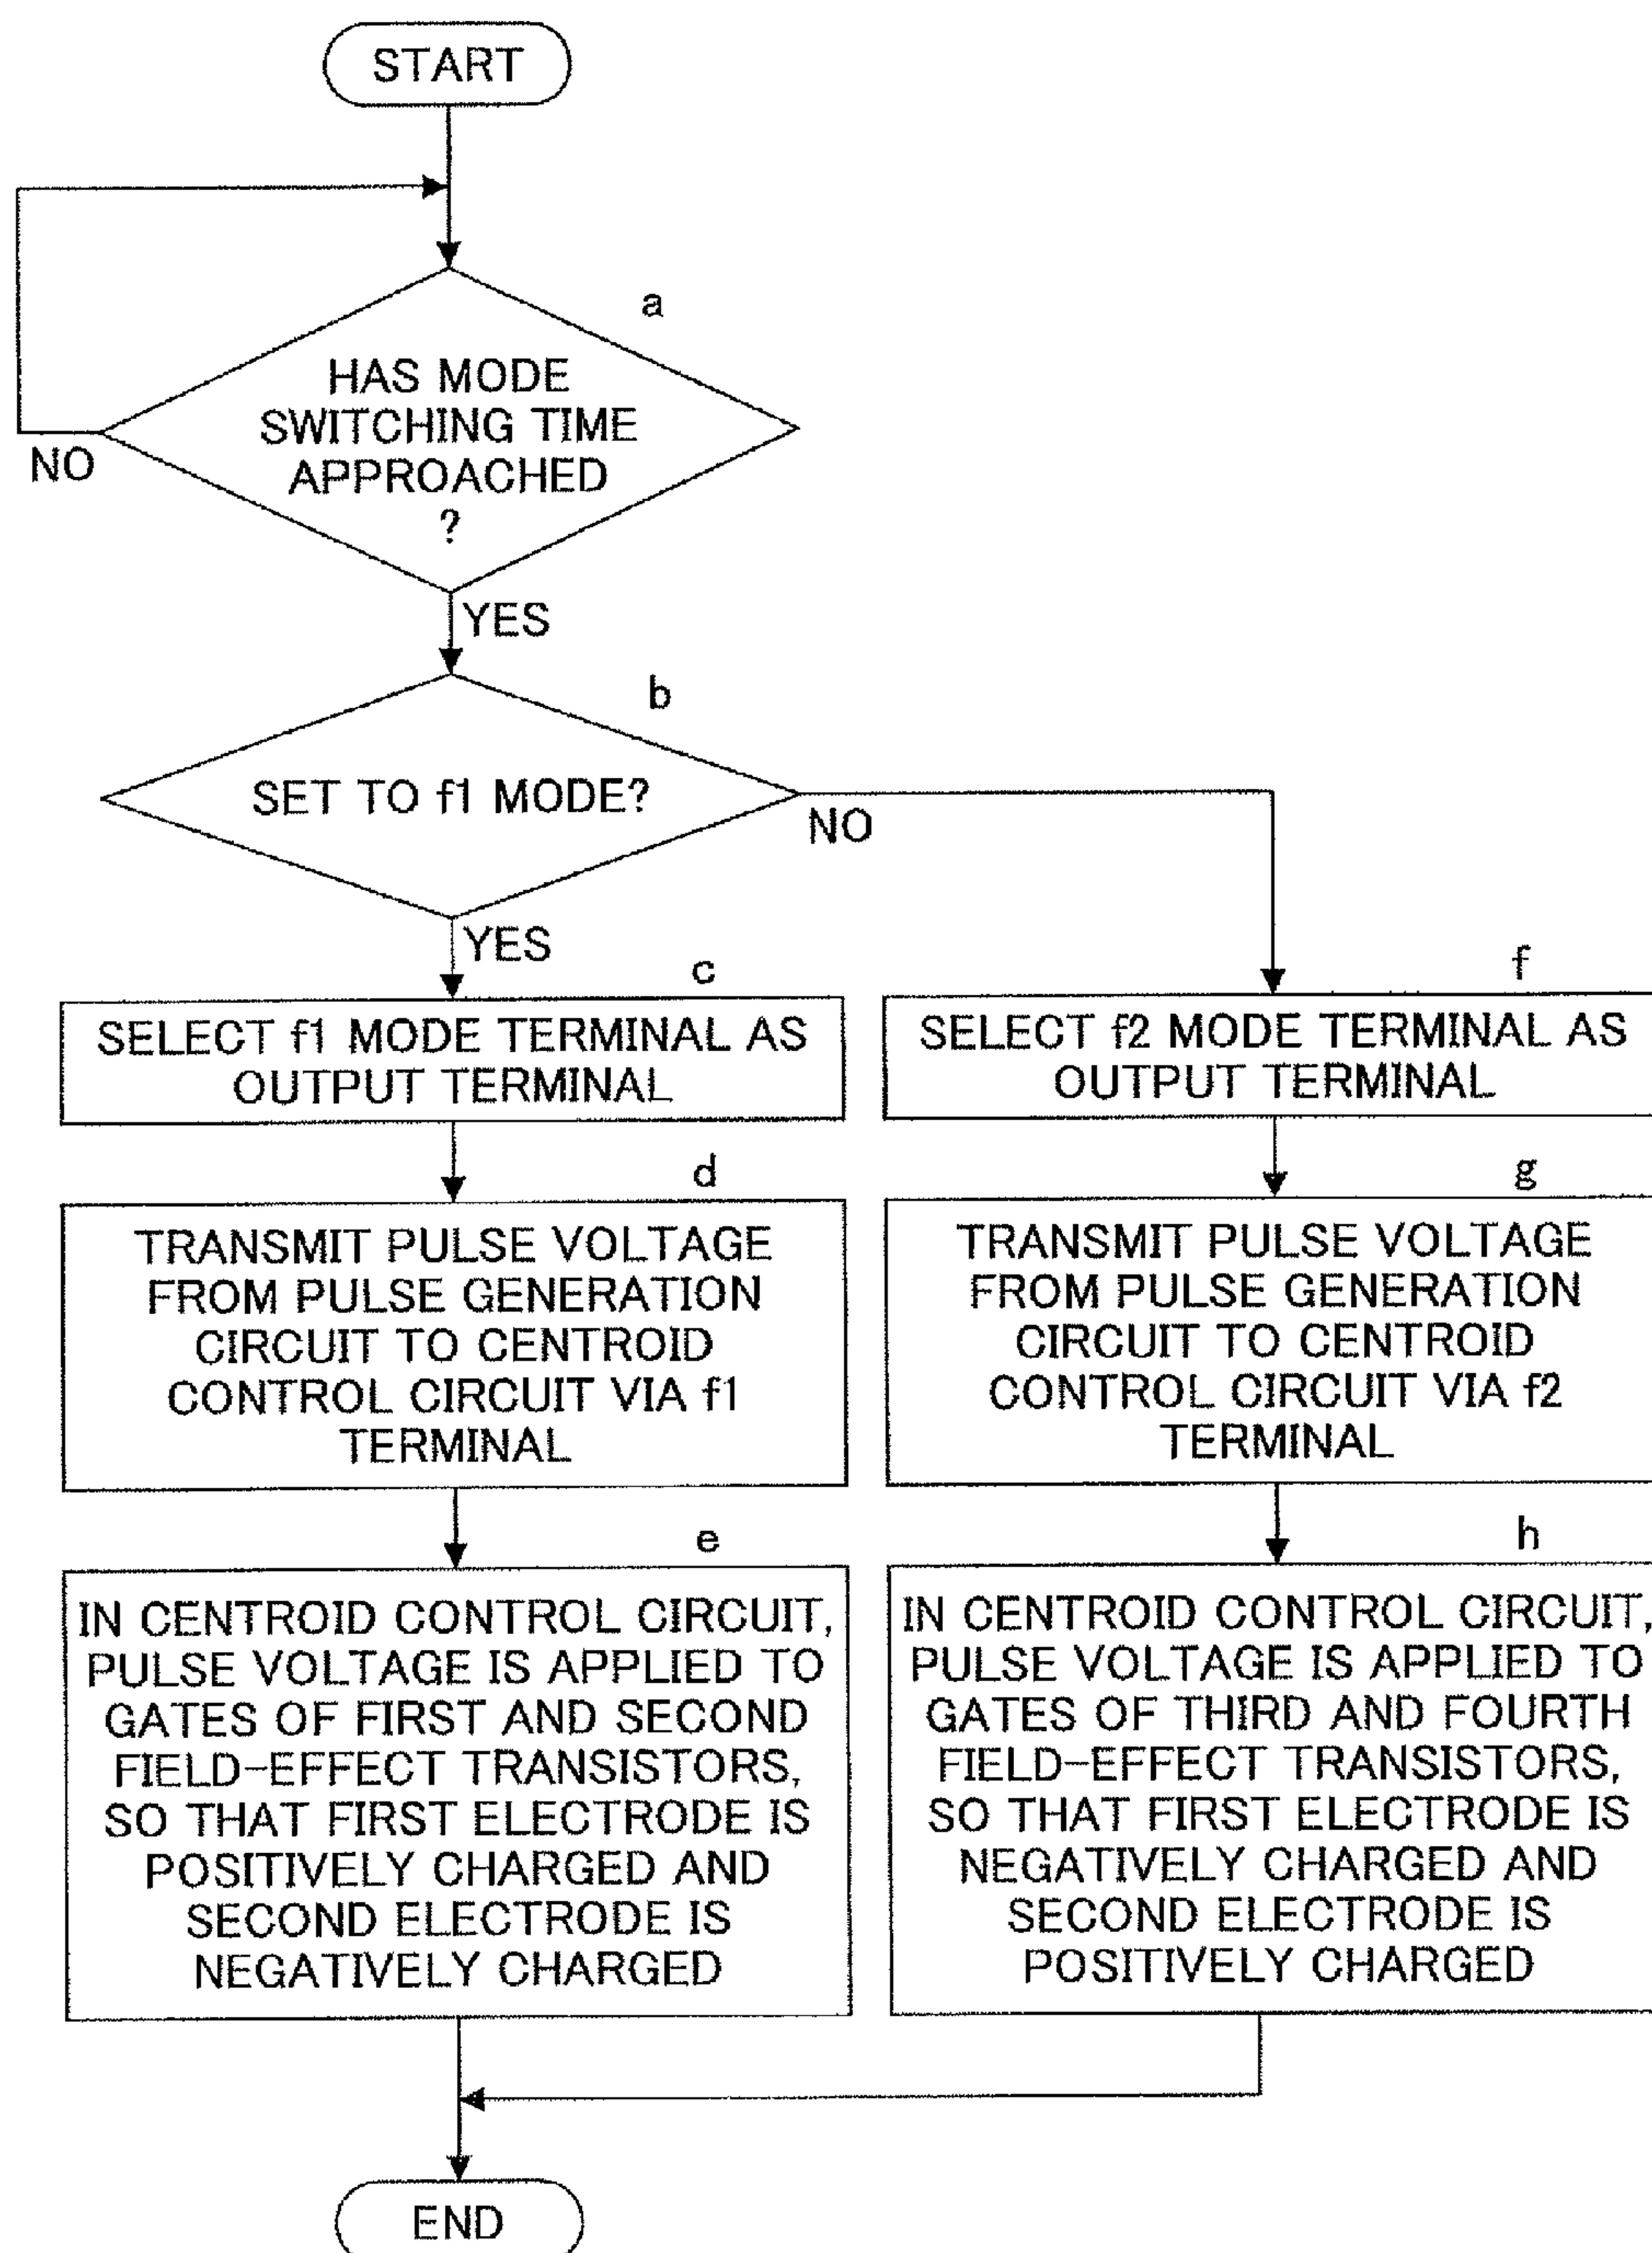 START
a
HAS MODE
SWITCHING TIME
APPROACHED
?
NO
YES
b
SET TO f1 MODE?
NO
YES
c
SELECT f1 MODE TERMINAL AS
OUTPUT TERMINAL
d
TRANSMIT PULSE VOLTAGE
FROM PULSE GENERATION
CIRCUIT TO CENTROID
CONTROL CIRCUIT VIA f1
TERMINAL
e
IN CENTROID CONTROL CIRCUIT,
PULSE VOLTAGE IS APPLIED TO
GATES OF FIRST AND SECOND
FIELD-EFFECT TRANSISTORS,
SO THAT FIRST ELECTRODE IS
POSITIVELY CHARGED AND
SECOND ELECTRODE IS
NEGATIVELY CHARGED
f
SELECT f2 MODE TERMINAL AS
OUTPUT TERMINAL
g
TRANSMIT PULSE VOLTAGE
FROM PULSE GENERATION
CIRCUIT TO CENTROID
CONTROL CIRCUIT VIA f2
TERMINAL
h
IN CENTROID CONTROL CIRCUIT,
PULSE VOLTAGE IS APPLIED TO
GATES OF THIRD AND FOURTH
FIELD-EFFECT TRANSISTORS,
SO THAT FIRST ELECTRODE IS
NEGATIVELY CHARGED AND
SECOND ELECTRODE IS
POSITIVELY CHARGED
END